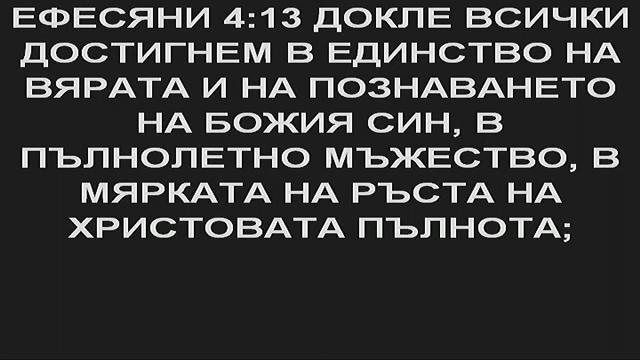 ЕФЕСЯНИ 4:13 ДОКЛЕ ВСИЧКИ
ДОСТИГНЕМ В ЕДИНСТВО НА
ВЯРАТА И НА ПОЗНАВАНЕТО
НА БОЖИЯ СИН, В
ПЪЛНОЛЕТНО МЪЖЕСТВО, В
МЯРКАТА НА РЪСТА НА
ХРИСТОВАТА ПЪЛНОТА;